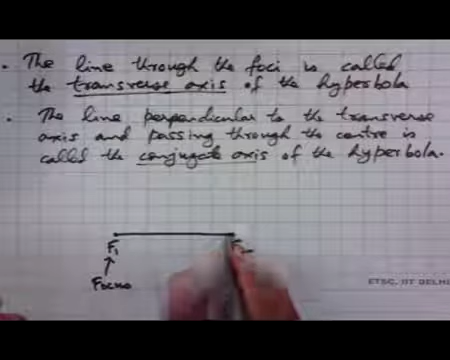 . The line through the foci is called
the transverse axis of the hyperbola
. The line perpendicular to the transverse
axis and passing through the centre is
called the conjugate axis of the hyperbola.
F₁
Focus
ETSC, IIT DELHI